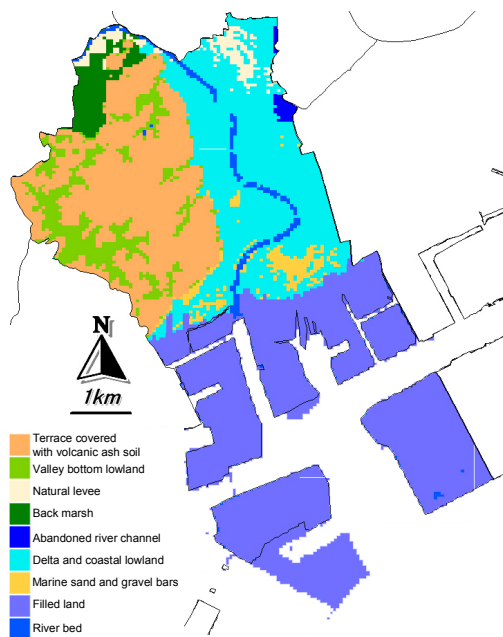 N
1km
Terrace covered
with volcanic ash soil
Valley bottom lowland
Natural levee
Back marsh
Abandoned river channel
Delta and coastal lowland
Marine sand and gravel bars
Filled land
River bed